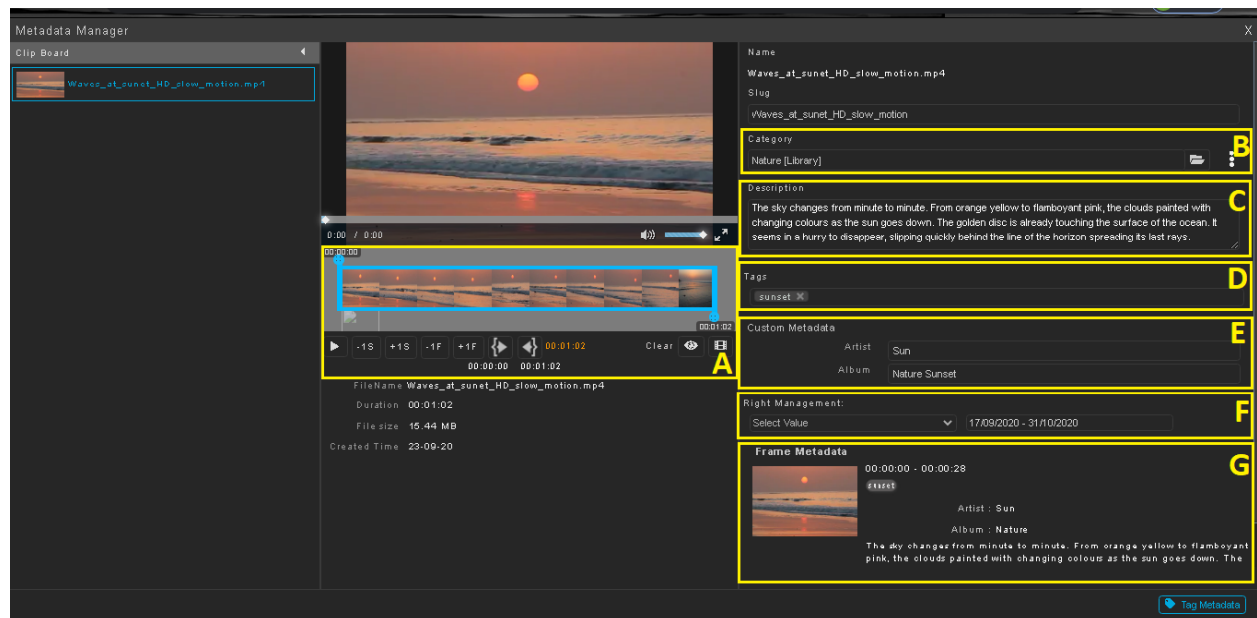 Metadata Manager X
Clip Board
Waves_at_sunet_HD_slow_motion.mp4
0:00 / 0:00
00:00:00
00:01:02
-1S +1S -1F +1F 00:01:02 Clear
00:00:00 00:01:02
A
FileName Waves_at_sunet_HD_slow_motion.mp4
Duration 00:01:02
File size 15.44 MB
Created Time 23-09-20
Name
Waves_at_sunet_HD_slow_motion.mp4
Slug
Waves_at_sunet_HD_slow_motion
Category
B
Nature [Library]
Description
C
The sky changes from minute to minute. From orange yellow to flamboyant pink, the clouds painted with
changing colours as the sun goes down. The golden disc is already touching the surface of the ocean. It
seems in a hurry to disappear, slipping quickly behind the line of the horizon spreading its last rays.
Tags
D
sunset
Custom Metadata
E
Artist Sun
Album Nature Sunset
Right Management:
F
Select Value 17/09/2020 - 31/10/2020
Frame Metadata
G
00:00:00 - 00:00:28
sunset
Artist : Sun
Album : Nature
The sky changes from minute to minute. From orange yellow to flamboyant
pink, the clouds painted with changing colours as the sun goes down. The
Tag Metadata